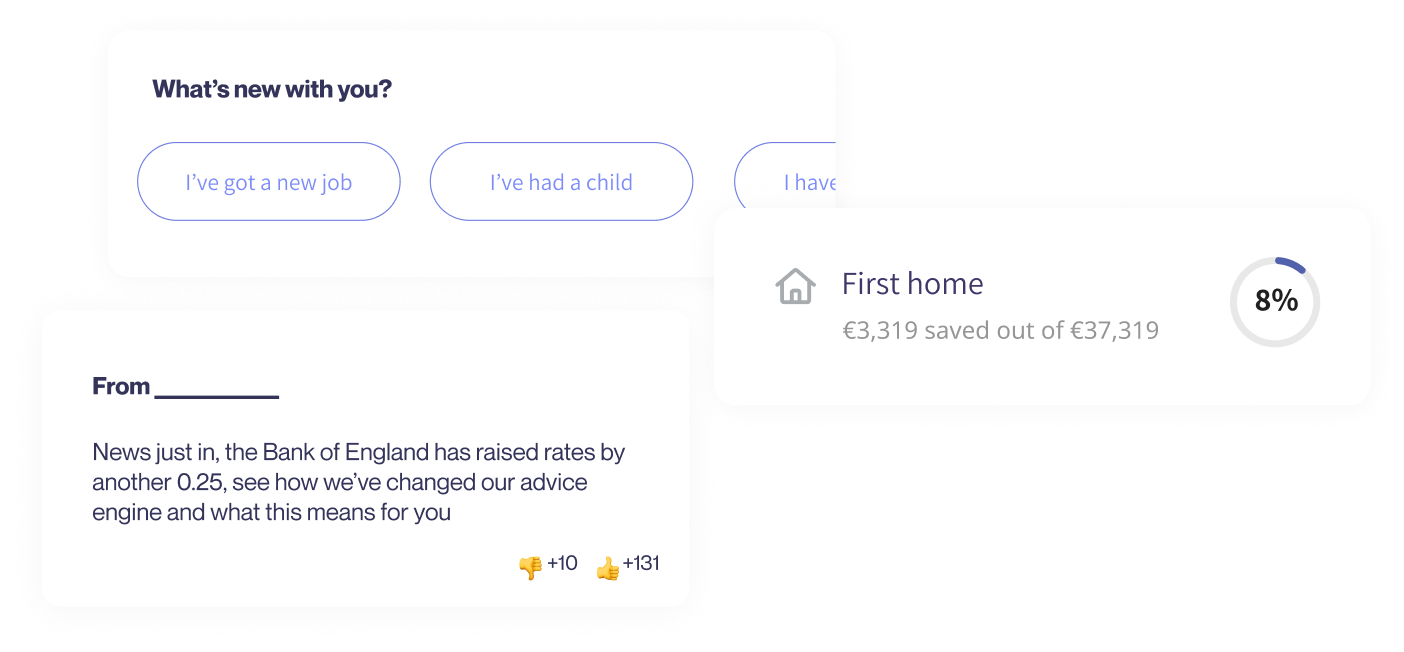 What’s new with you?
I’ve got a new job
I’ve had a child
I have
First home
€3,319 saved out of €37,319
8%
From __________
News just in, the Bank of England has raised rates by
another 0.25, see how we’ve changed our advice
engine and what this means for you
👎 +10 👍 +131